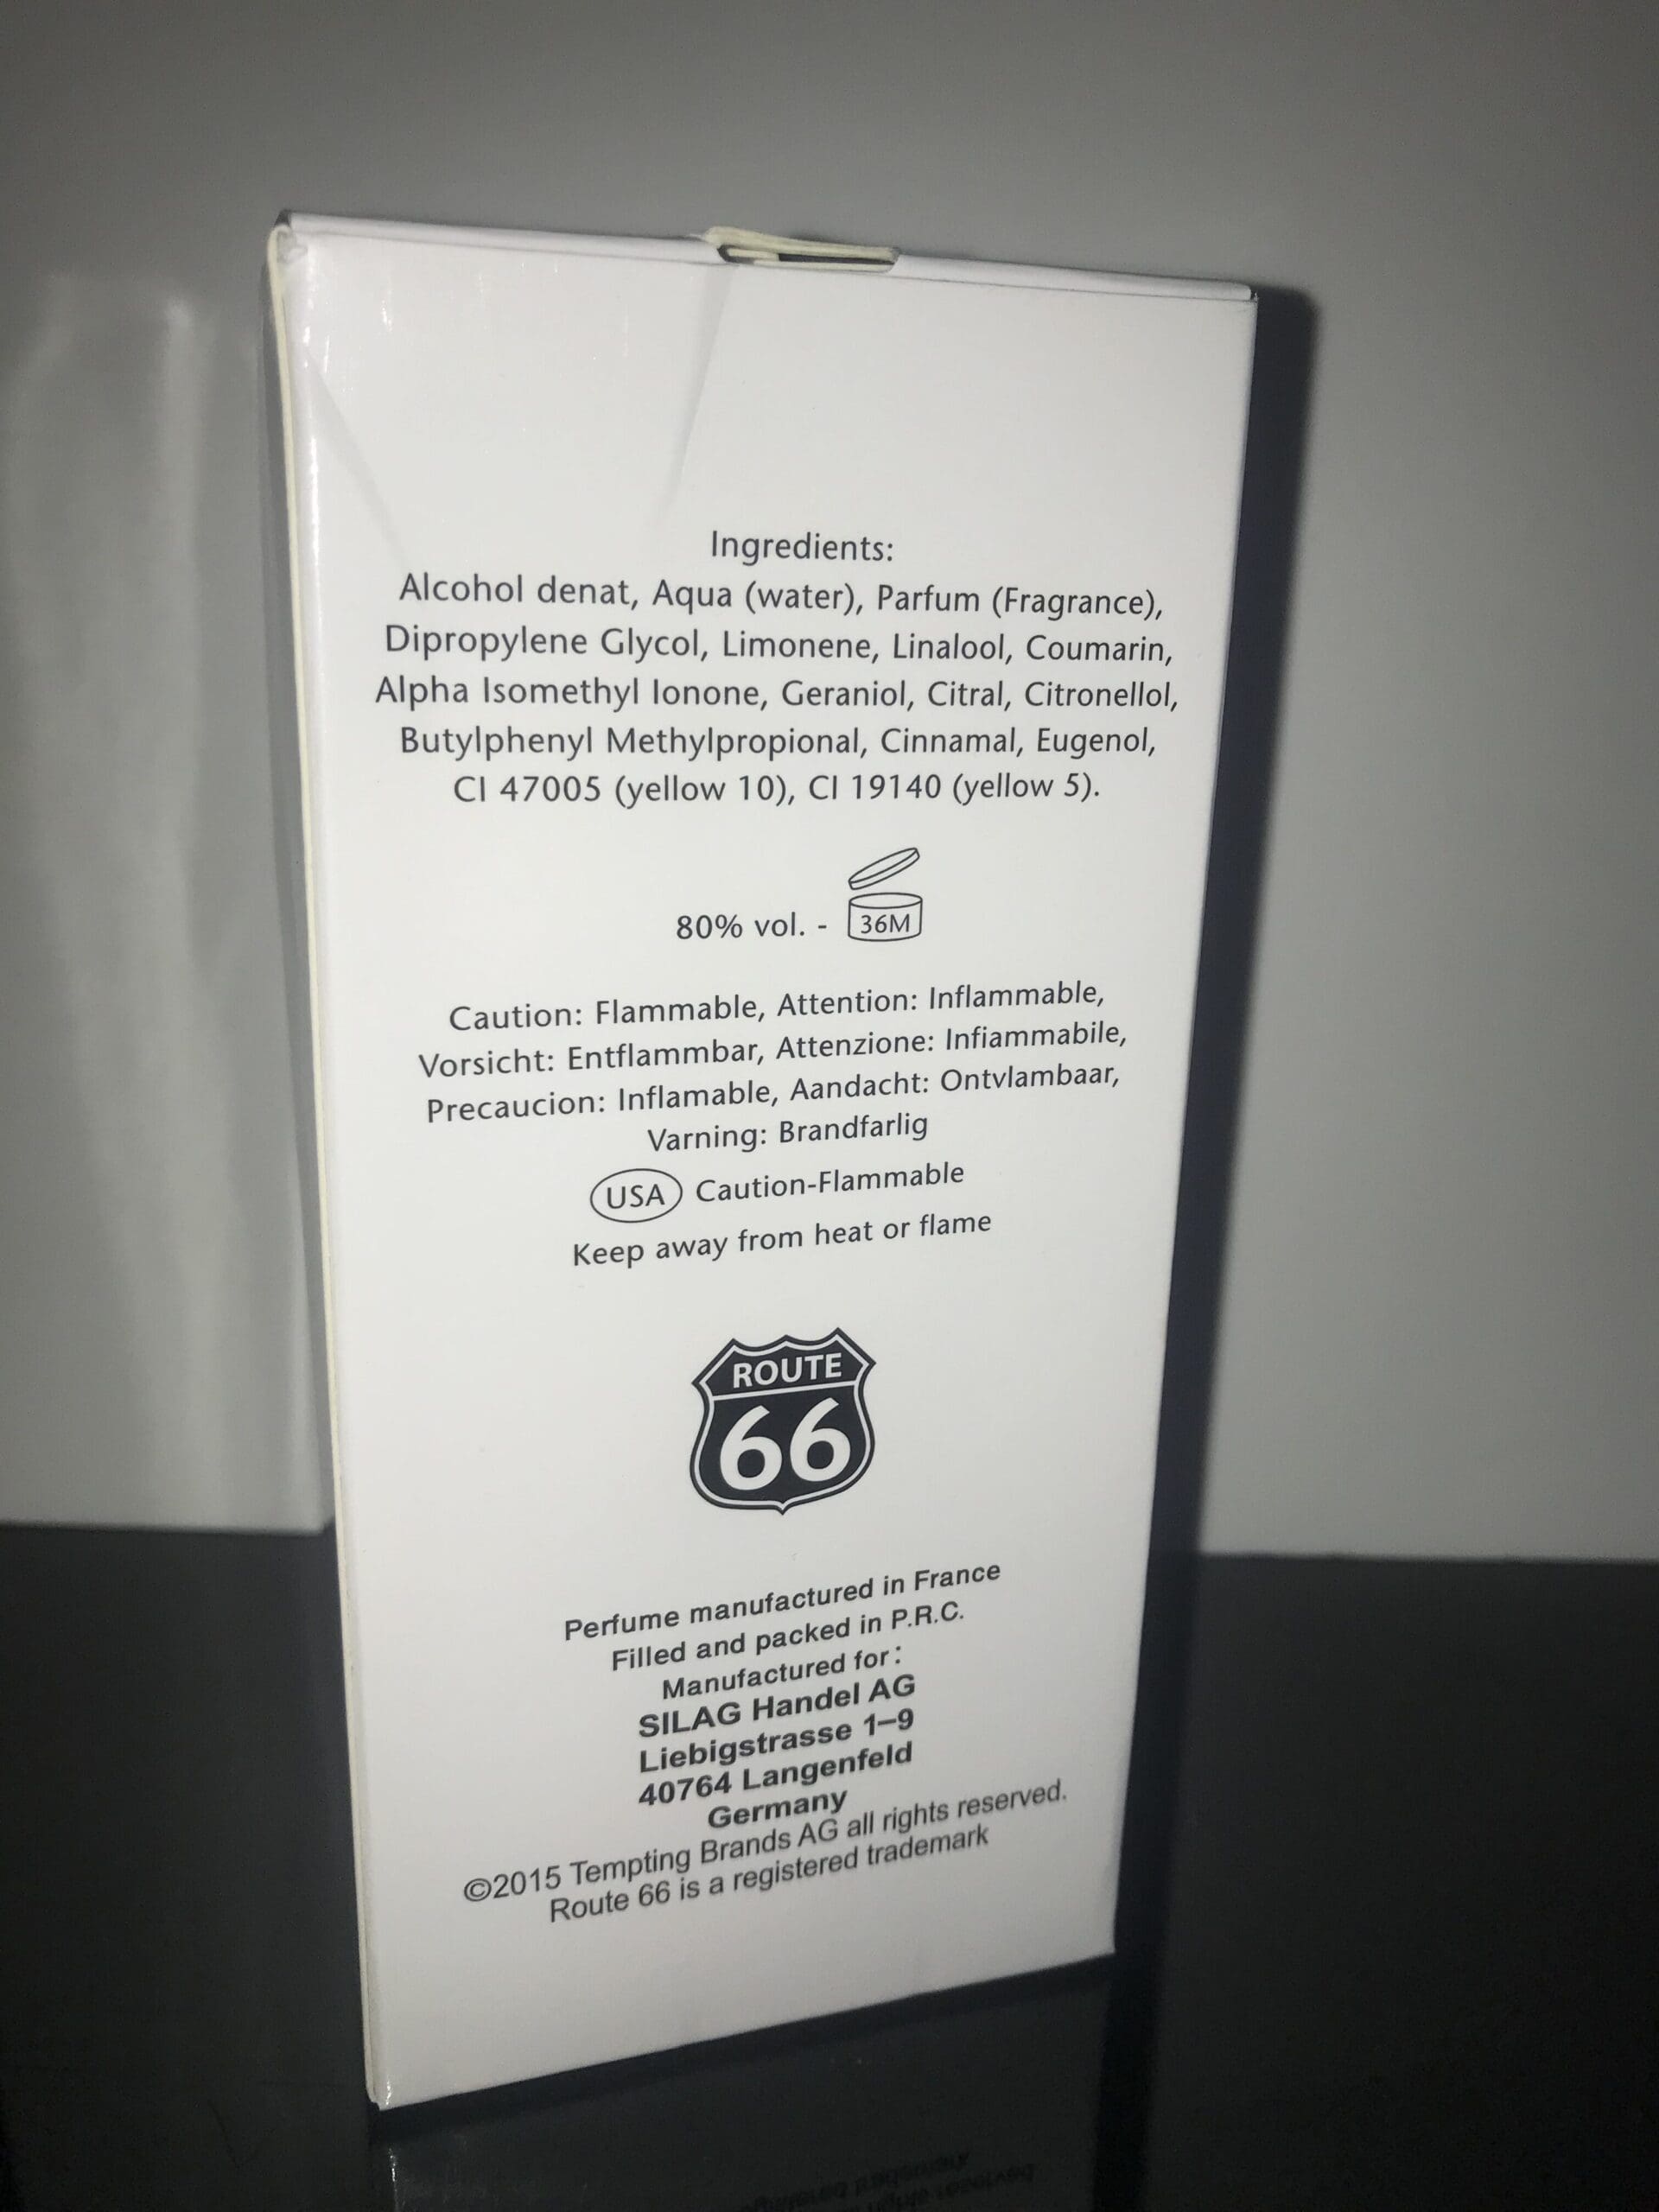 Ingredients:
Alcohol denat, Aqua (water), Parfum (Fragrance),
Dipropylene Glycol, Limonene, Linalool, Coumarin,
Alpha Isomethyl Ionone, Geraniol, Citral, Citronellol,
Butylphenyl Methylpropional, Cinnamal, Eugenol,
CI 47005 (yellow 10), CI 19140 (yellow 5).
80% vol. - 36M
Caution: Flammable, Attention: Inflammable,
Vorsicht: Entflammbar, Attenzione: Infiammabile,
Precaucion: Inflamable, Aandacht: Ontvlambaar,
Varning: Brandfarlig
USA Caution-Flammable
Keep away from heat or flame
ROUTE
66
Perfume manufactured in France
Filled and packed in P.R.C.
Manufactured for:
SILAG Handel AG
Liebigstrasse 1–9
40764 Langenfeld
Germany
©2015 Tempting Brands AG all rights reserved.
Route 66 is a registered trademark